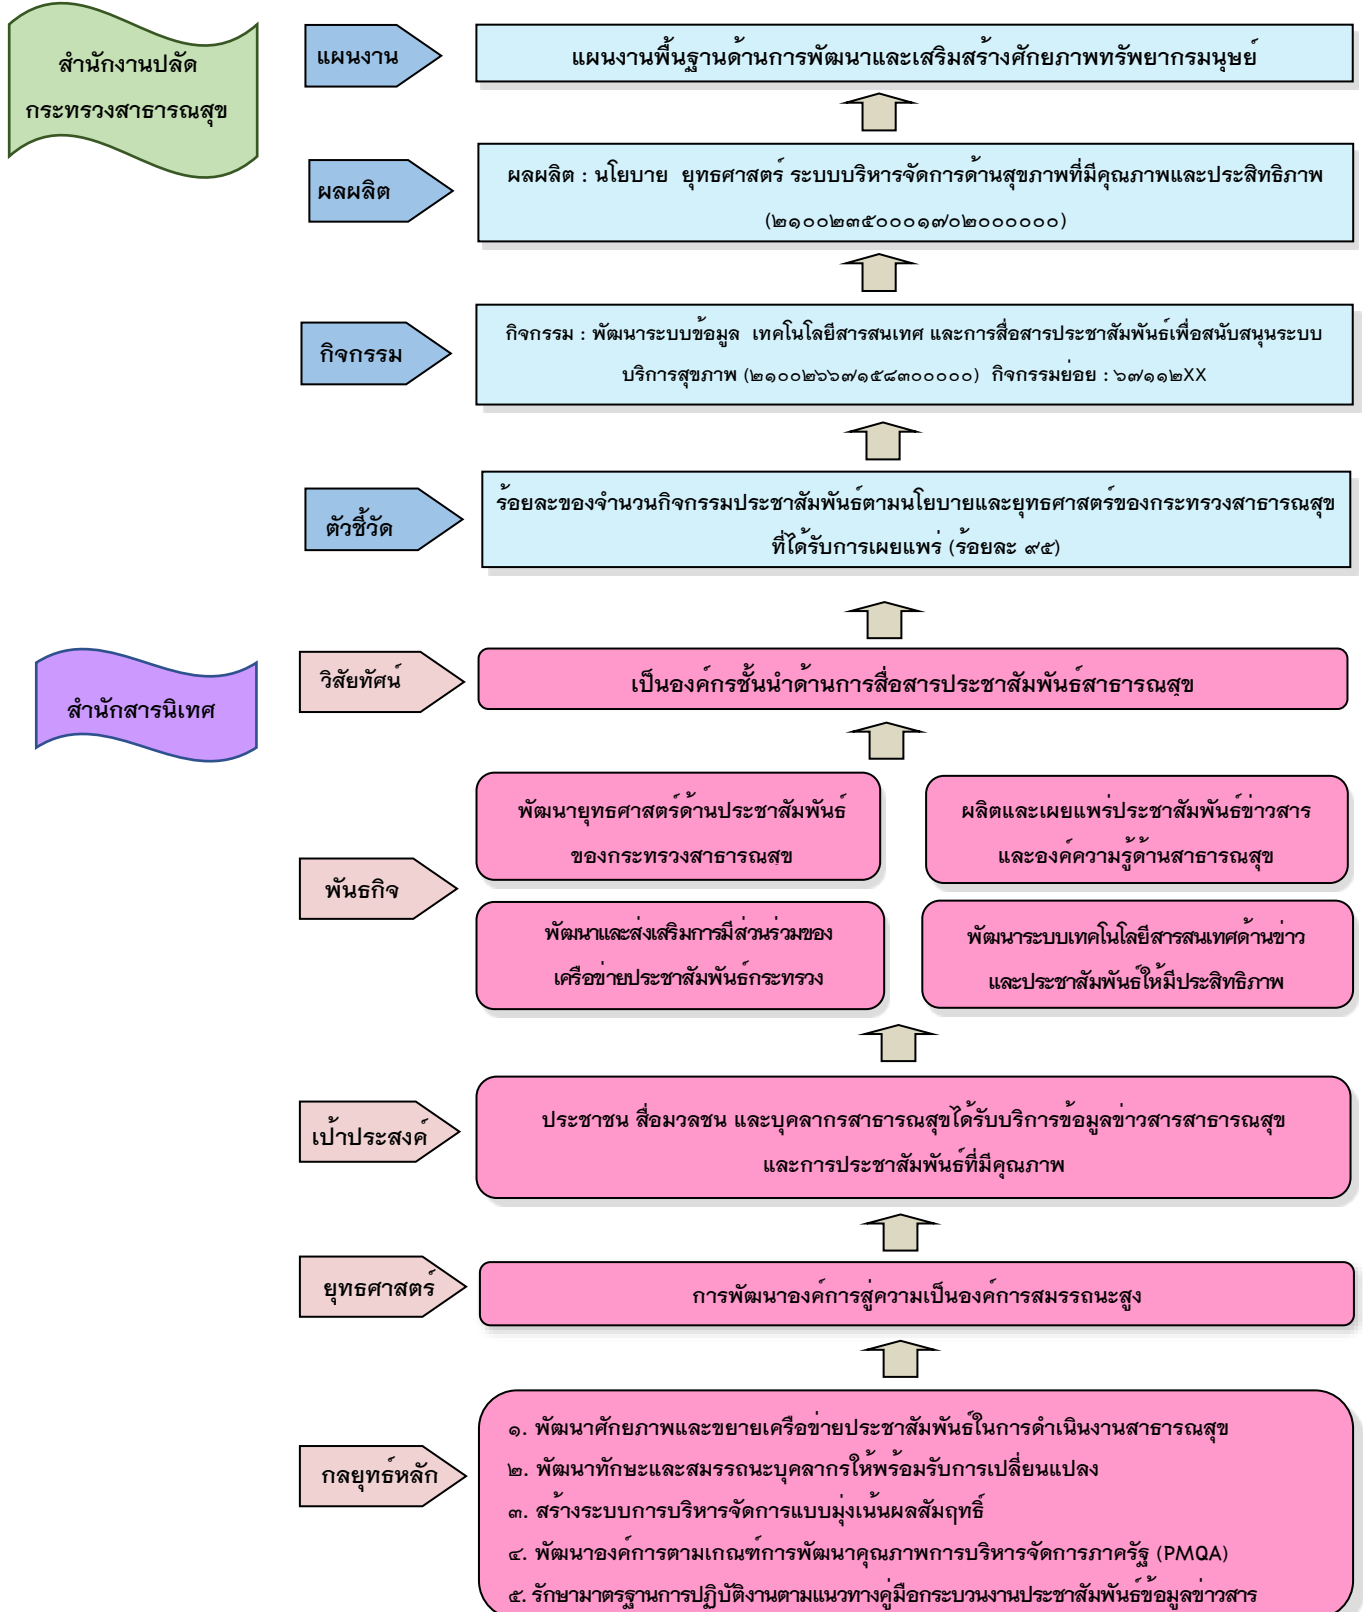 สำนักงานปลัด
กระทรวงสาธารณสุข
แผนงาน
แผนงานพื้นฐานด้านการพัฒนาและเสริมสร้างศักยภาพทรัพยากรมนุษย์
ผลผลิต
ผลผลิต : นโยบาย ยุทธศาสตร์ ระบบบริหารจัดการด้านสุขภาพที่มีคุณภาพและประสิทธิภาพ
(๒๑๐๐๒๓๕๐๐๐๑๗๐๒๐๐๐๐๐๐)
กิจกรรม
กิจกรรม : พัฒนาระบบข้อมูล เทคโนโลยีสารสนเทศ และการสื่อสารประชาสัมพันธ์เพื่อสนับสนุนระบบ
บริการสุขภาพ (๒๑๐๐๒๖๖๗๑๕๘๓๐๐๐๐๐) กิจกรรมย่อย : ๖๗๑๑๒XX
ตัวชี้วัด
ร้อยละของจำนวนกิจกรรมประชาสัมพันธ์ตามนโยบายและยุทธศาสตร์ของกระทรวงสาธารณสุข
ที่ได้รับการเผยแพร่ (ร้อยละ ๙๕)
สำนักสารนิเทศ
วิสัยทัศน์
เป็นองค์กรชั้นนำด้านการสื่อสารประชาสัมพันธ์สาธารณสุข
พันธกิจ
พัฒนายุทธศาสตร์ด้านประชาสัมพันธ์
ของกระทรวงสาธารณสุข
ผลิตและเผยแพร่ประชาสัมพันธ์ข่าวสาร
และองค์ความรู้ด้านสาธารณสุข
พัฒนาและส่งเสริมการมีส่วนร่วมของ
เครือข่ายประชาสัมพันธ์กระทรวง
พัฒนาระบบเทคโนโลยีสารสนเทศด้านข่าว
และประชาสัมพันธ์ให้มีประสิทธิภาพ
เป้าประสงค์
ประชาชน สื่อมวลชน และบุคลากรสาธารณสุขได้รับบริการข้อมูลข่าวสารสาธารณสุข
และการประชาสัมพันธ์ที่มีคุณภาพ
ยุทธศาสตร์
การพัฒนาองค์การสู่ความเป็นองค์การสมรรถนะสูง
กลยุทธ์หลัก
๑. พัฒนาศักยภาพและขยายเครือข่ายประชาสัมพันธ์ในการดำเนินงานสาธารณสุข
๒. พัฒนาทักษะและสมรรถนะบุคลากรให้พร้อมรับการเปลี่ยนแปลง
๓. สร้างระบบการบริหารจัดการแบบมุ่งเน้นผลสัมฤทธิ์
๔. พัฒนาองค์การตามเกณฑ์การพัฒนาคุณภาพการบริหารจัดการภาครัฐ (PMQA)
๕. รักษามาตรฐานการปฏิบัติงานตามแนวทางคู่มือกระบวนงานประชาสัมพันธ์ข้อมูลข่าวสาร